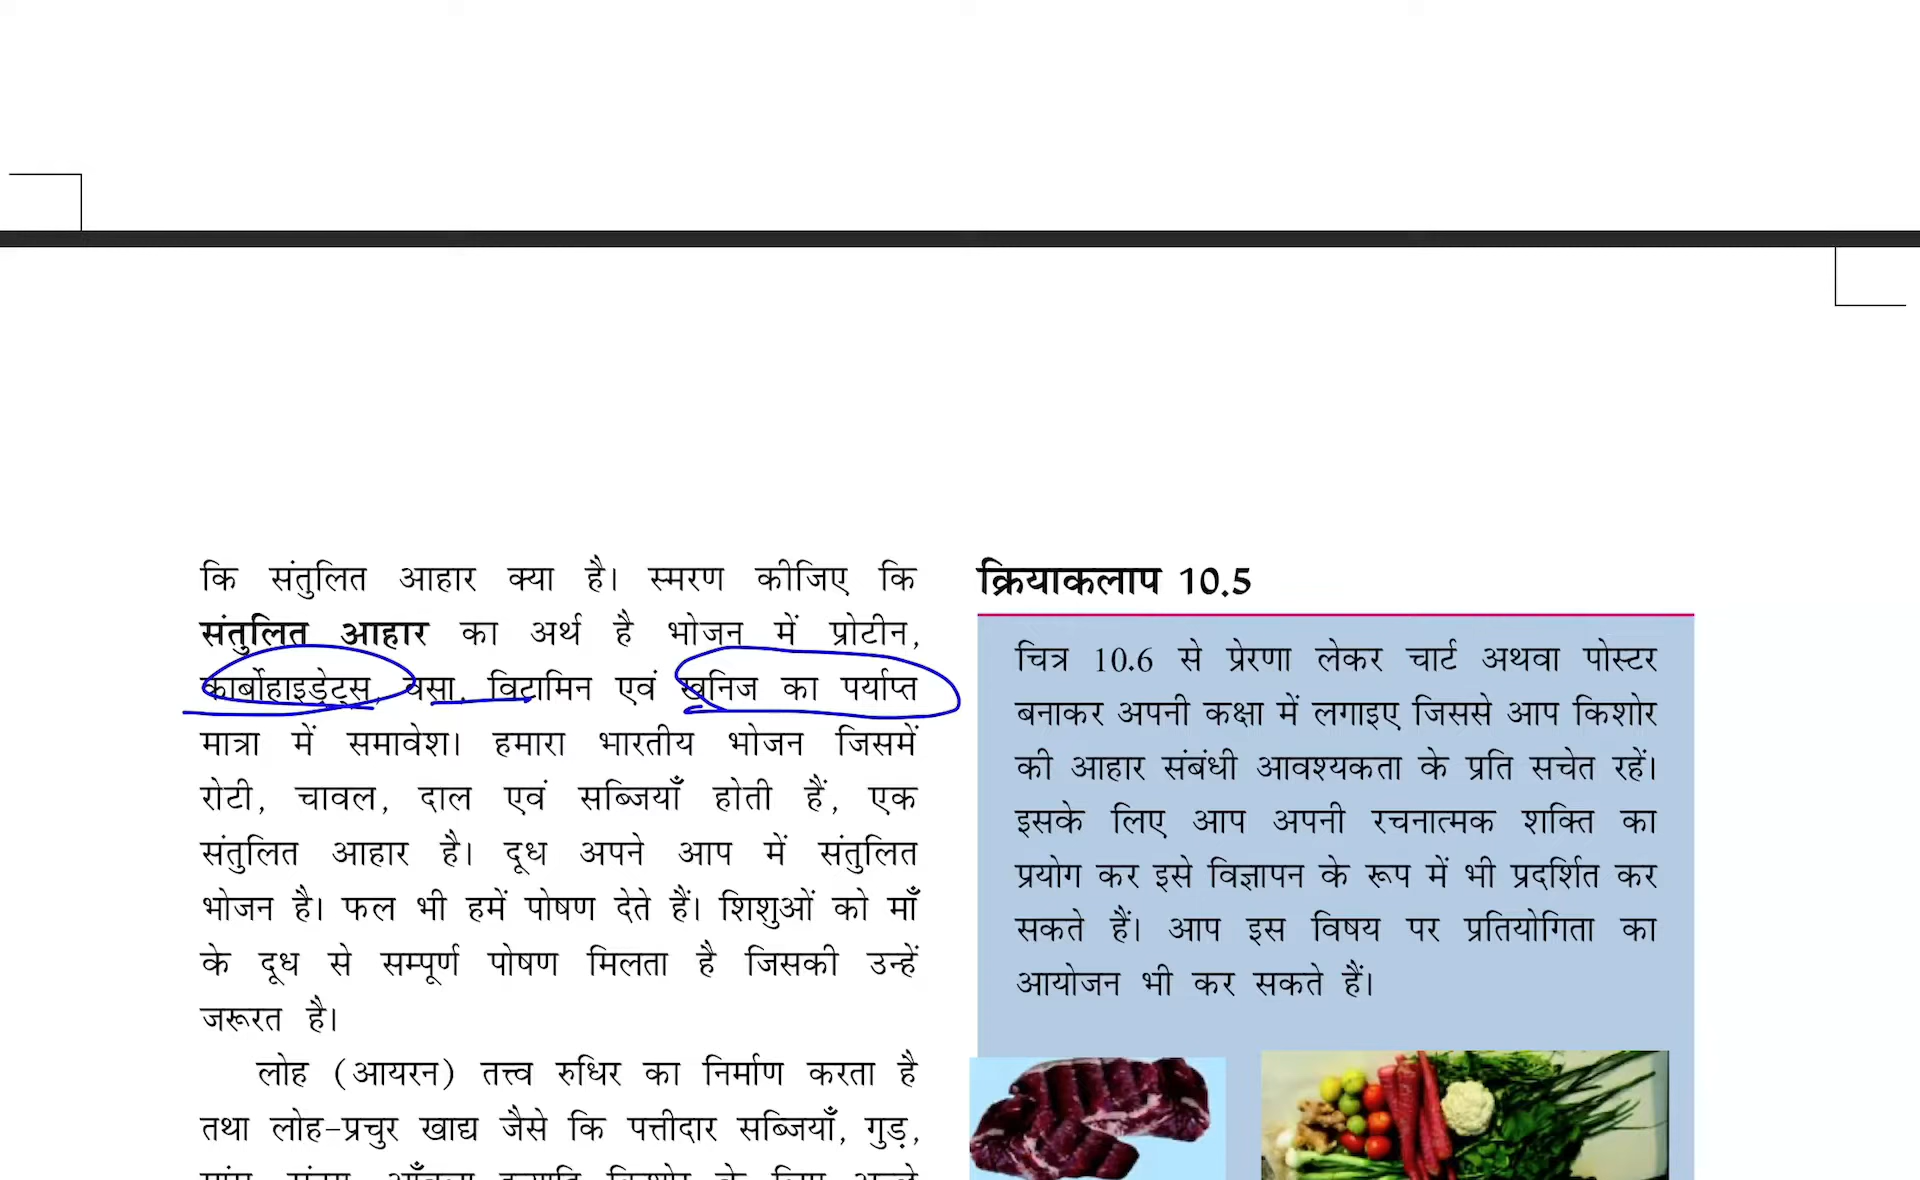 कि संतुलित आहार क्या है। स्मरण कीजिए कि
संतुलित आहार का अर्थ है भोजन में प्रोटीन,
कार्बोहाइड्रेट्स, वसा, विटामिन एवं खनिज का पर्याप्त
मात्रा में समावेश। हमारा भारतीय भोजन जिसमें
रोटी, चावल, दाल एवं सब्जियाँ होती हैं, एक
संतुलित आहार है। दूध अपने आप में संतुलित
भोजन है। फल भी हमें पोषण देते हैं। शिशुओं को माँ
के दूध से सम्पूर्ण पोषण मिलता है जिसकी उन्हें
जरूरत है।
लोह (आयरन) तत्त्व रुधिर का निर्माण करता है
तथा लोह-प्रचुर खाद्य जैसे कि पत्तीदार सब्जियाँ, गुड़,
क्रियाकलाप 10.5
चित्र 10.6 से प्रेरणा लेकर चार्ट अथवा पोस्टर
बनाकर अपनी कक्षा में लगाइए जिससे आप किशोर
की आहार संबंधी आवश्यकता के प्रति सचेत रहें।
इसके लिए आप अपनी रचनात्मक शक्ति का
प्रयोग कर इसे विज्ञापन के रूप में भी प्रदर्शित कर
सकते हैं। आप इस विषय पर प्रतियोगिता का
आयोजन भी कर सकते हैं।